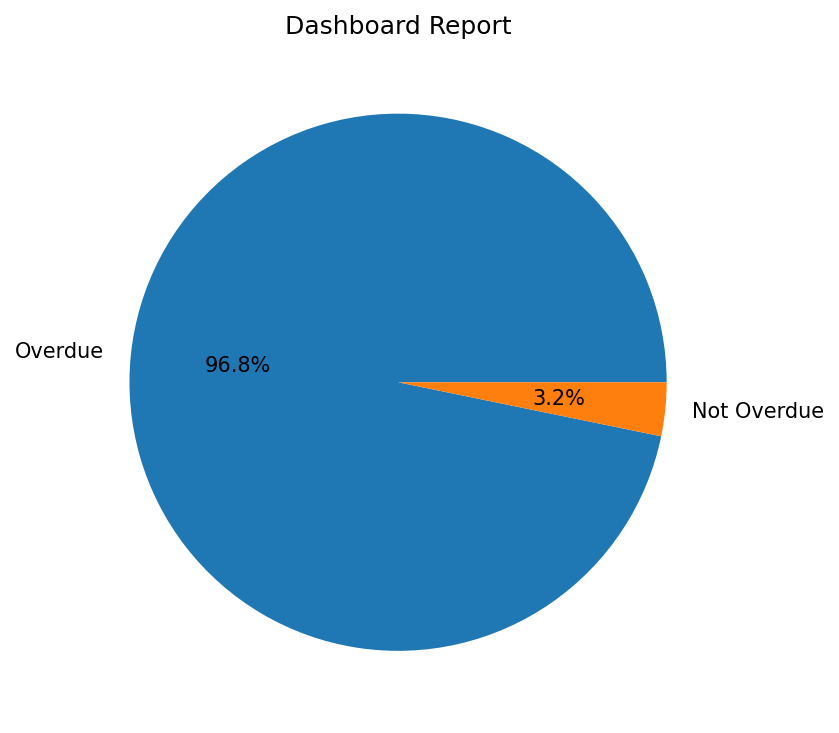 Dashboard Report
Overdue
96.8%
3.2%
Not Overdue